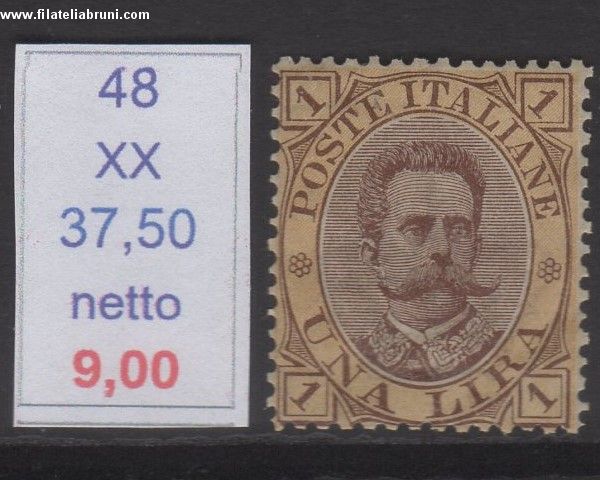 www.filateliabruni.com
48
XX
37,50
netto
9,00
1 1
POSTE ITALIANE
UNA LIRA
1 1